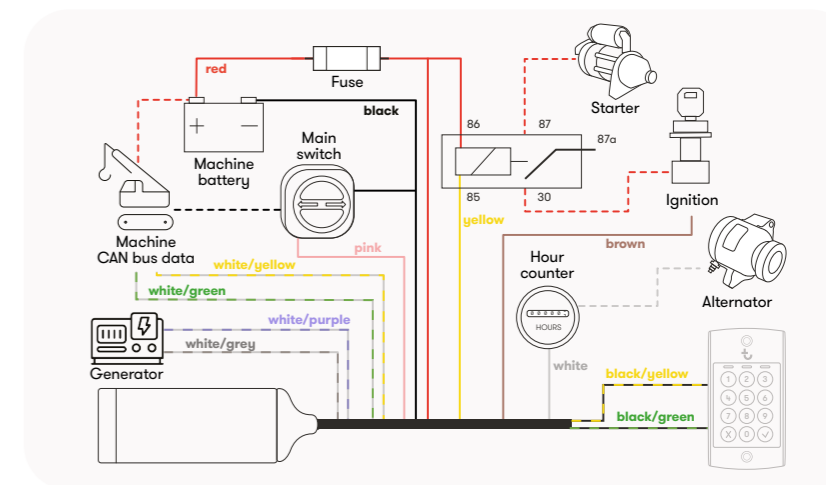 red
Fuse
black
+
−
Machine
battery
Main
switch
Starter
86
87
87a
85
30
Ignition
yellow
brown
Machine
CAN bus data
pink
white/yellow
white/green
Hour
counter
HOURS
Alternator
white/purple
white/grey
Generator
white
black/yellow
black/green
1 2 3
4 5 6
7 8 9
X 0 ✓